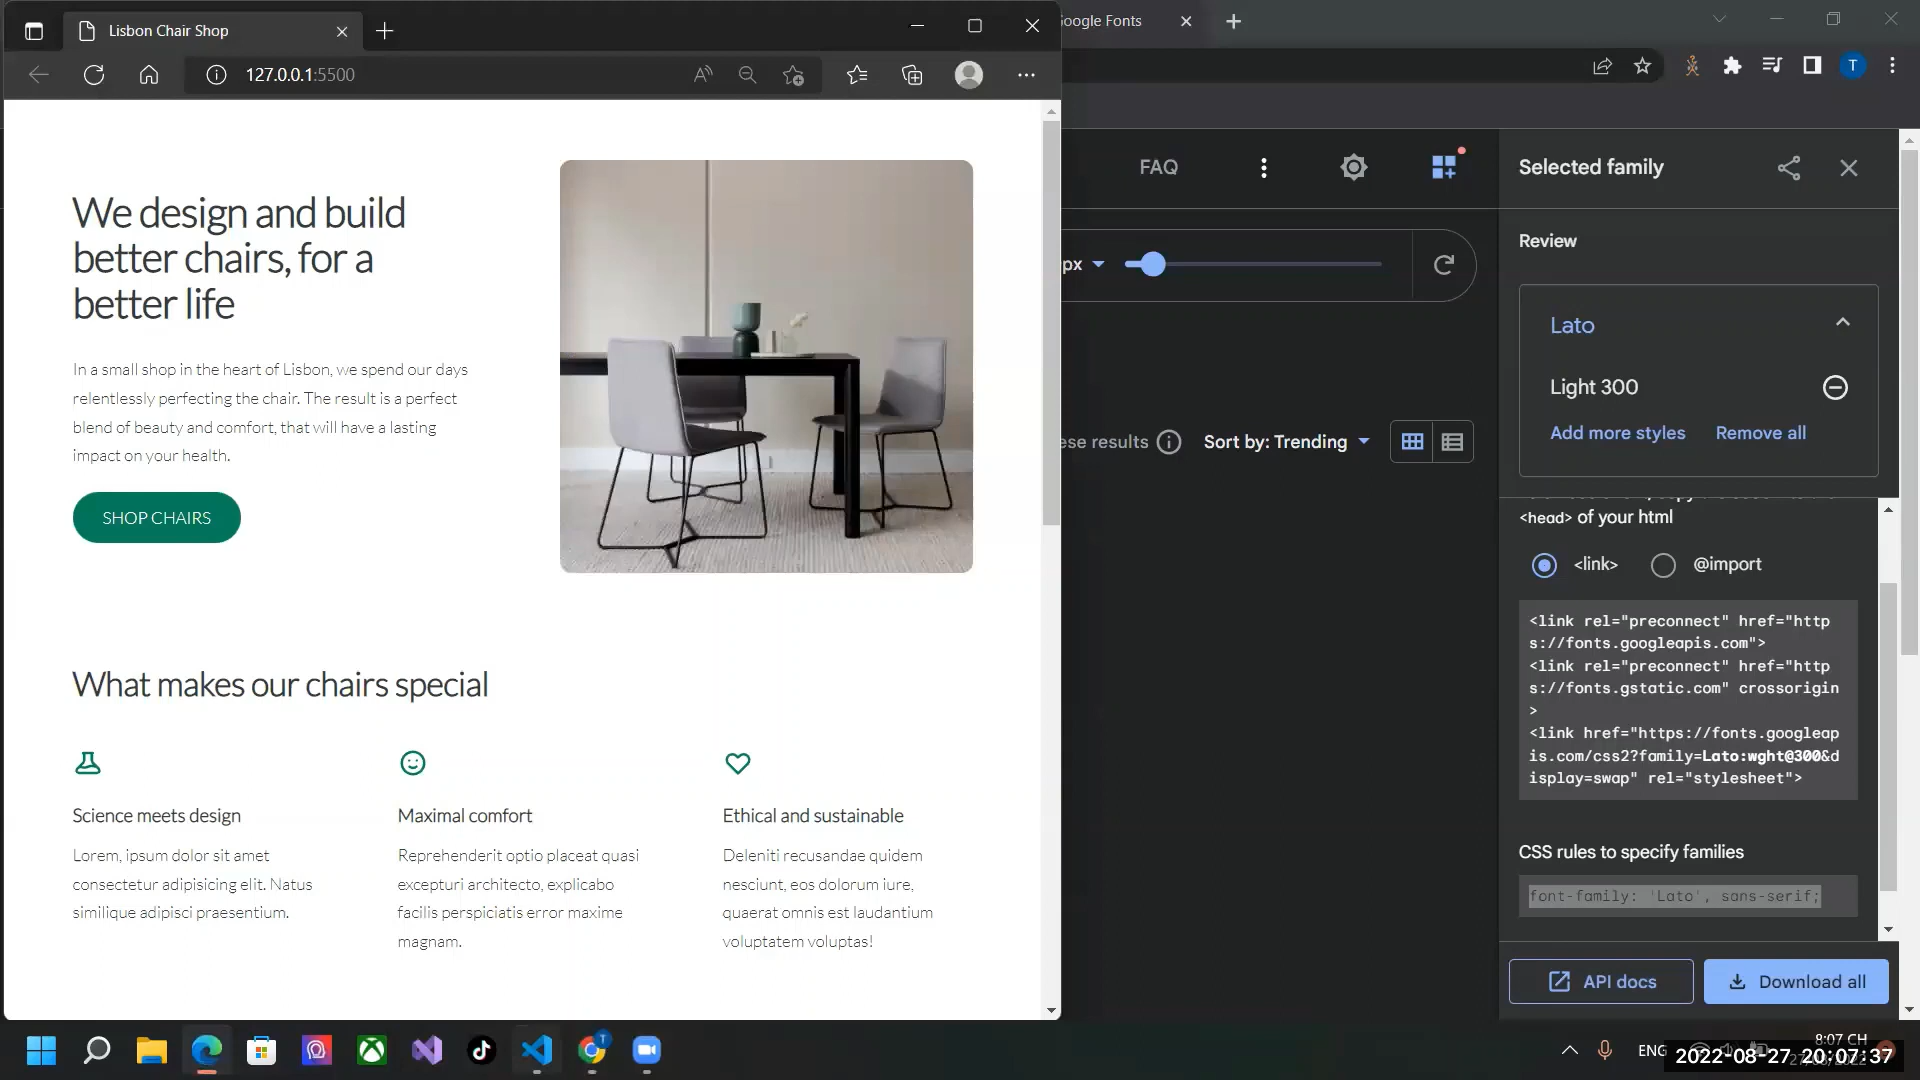 Lisbon Chair Shop
127.0.0.1:5500
We design and build
better chairs, for a
better life
In a small shop in the heart of Lisbon, we spend our days
relentlessly perfecting the chair. The result is a perfect
blend of beauty and comfort, that will have a lasting
impact on your health.
SHOP CHAIRS
What makes our chairs special
Science meets design
Lorem, ipsum dolor sit amet
consectetur adipisicing elit. Natus
similique adipisci praesentium.
Maximal comfort
Reprehenderit optio placeat quasi
excepturi architecto, explicabo
facilis perspiciatis error maxime
magnam.
Ethical and sustainable
Deleniti recusandae quidem
nesciunt, eos dolorum iure,
quaerat omnis est laudantium
voluptatem voluptas!
Google Fonts
T
FAQ
px
ese results
Sort by: Trending
Selected family
Review
Lato
Light 300
Add more styles Remove all
<head> of your html
<link> @import
<link rel="preconnect" href="http
s://fonts.googleapis.com">
<link rel="preconnect" href="http
s://fonts.gstatic.com" crossorigin
>
<link href="https://fonts.googleap
is.com/css2?family=Lato:wght@300&d
isplay=swap" rel="stylesheet">
CSS rules to specify families
font-family: 'Lato', sans-serif;
API docs
Download all
T
ENG
8:07 CH
2022-08-27 20:07:37